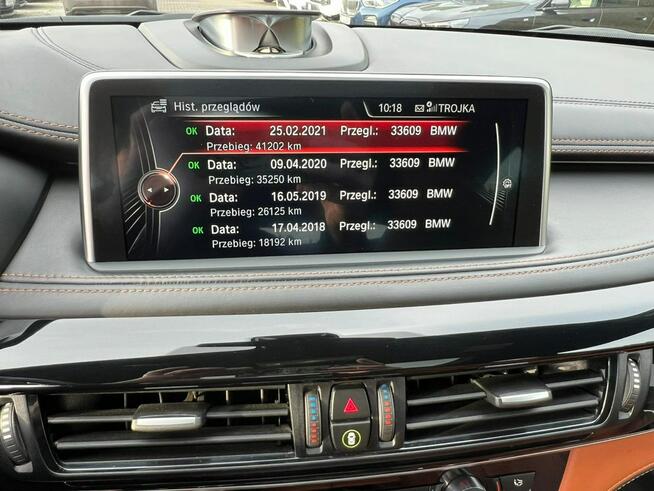 Hist. przeglądów 10:18 TROJKA
OK Data: 25.02.2021 Przegl.: 33609 BMW
Przebieg: 41202 km
OK Data: 09.04.2020 Przegl.: 33609 BMW
Przebieg: 35250 km
OK Data: 16.05.2019 Przegl.: 33609 BMW
Przebieg: 26125 km
OK Data: 17.04.2018 Przegl.: 33609 BMW
Przebieg: 18192 km